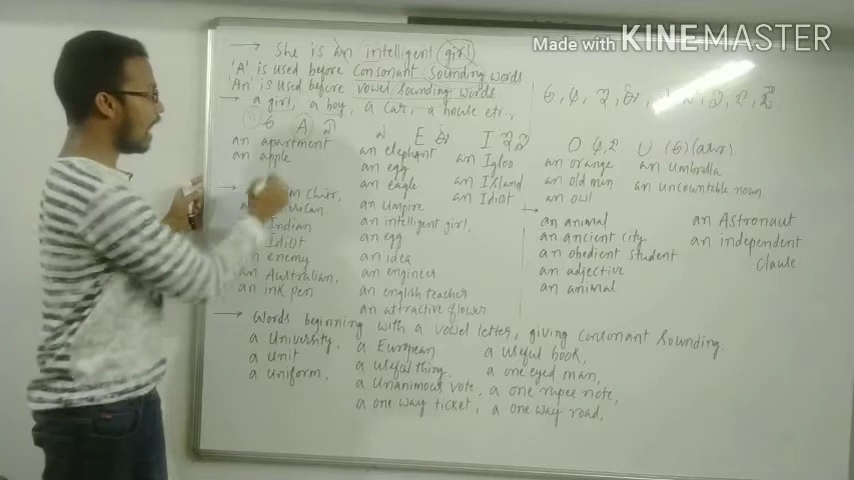 Made with KINEMASTER
→ She is an intelligent girl
'A' is used before Consonant Sounding Words
'An' is used before Vowel Sounding Words
→ a girl, a boy, a car, a house etc.,
A
an apartment
an apple
chair,
Indian
Idiot
enemy
an Australian,
an ink pen
E
an elephant
an egg
an eagle
an Umpire
an intelligent girl,
an egg
an idea
an engineer
an english teacher
an attractive flower
I
an Igloo
an Island
an Idiot
O
an orange
an old man
an owl
U
an umbrella
an uncountable noun
→
an animal
an ancient city
an obedient student
an adjective
an animal
an Astronaut
an independent
clause
→ Words beginning with a vowel letter, giving Consonant Sounding.
a University.
a Unit
a Uniform.
a European
a useful thing.
a Unanimous vote,
a one way ticket,
a useful book,
a one eyed man,
a one rupee note,
a one way road,